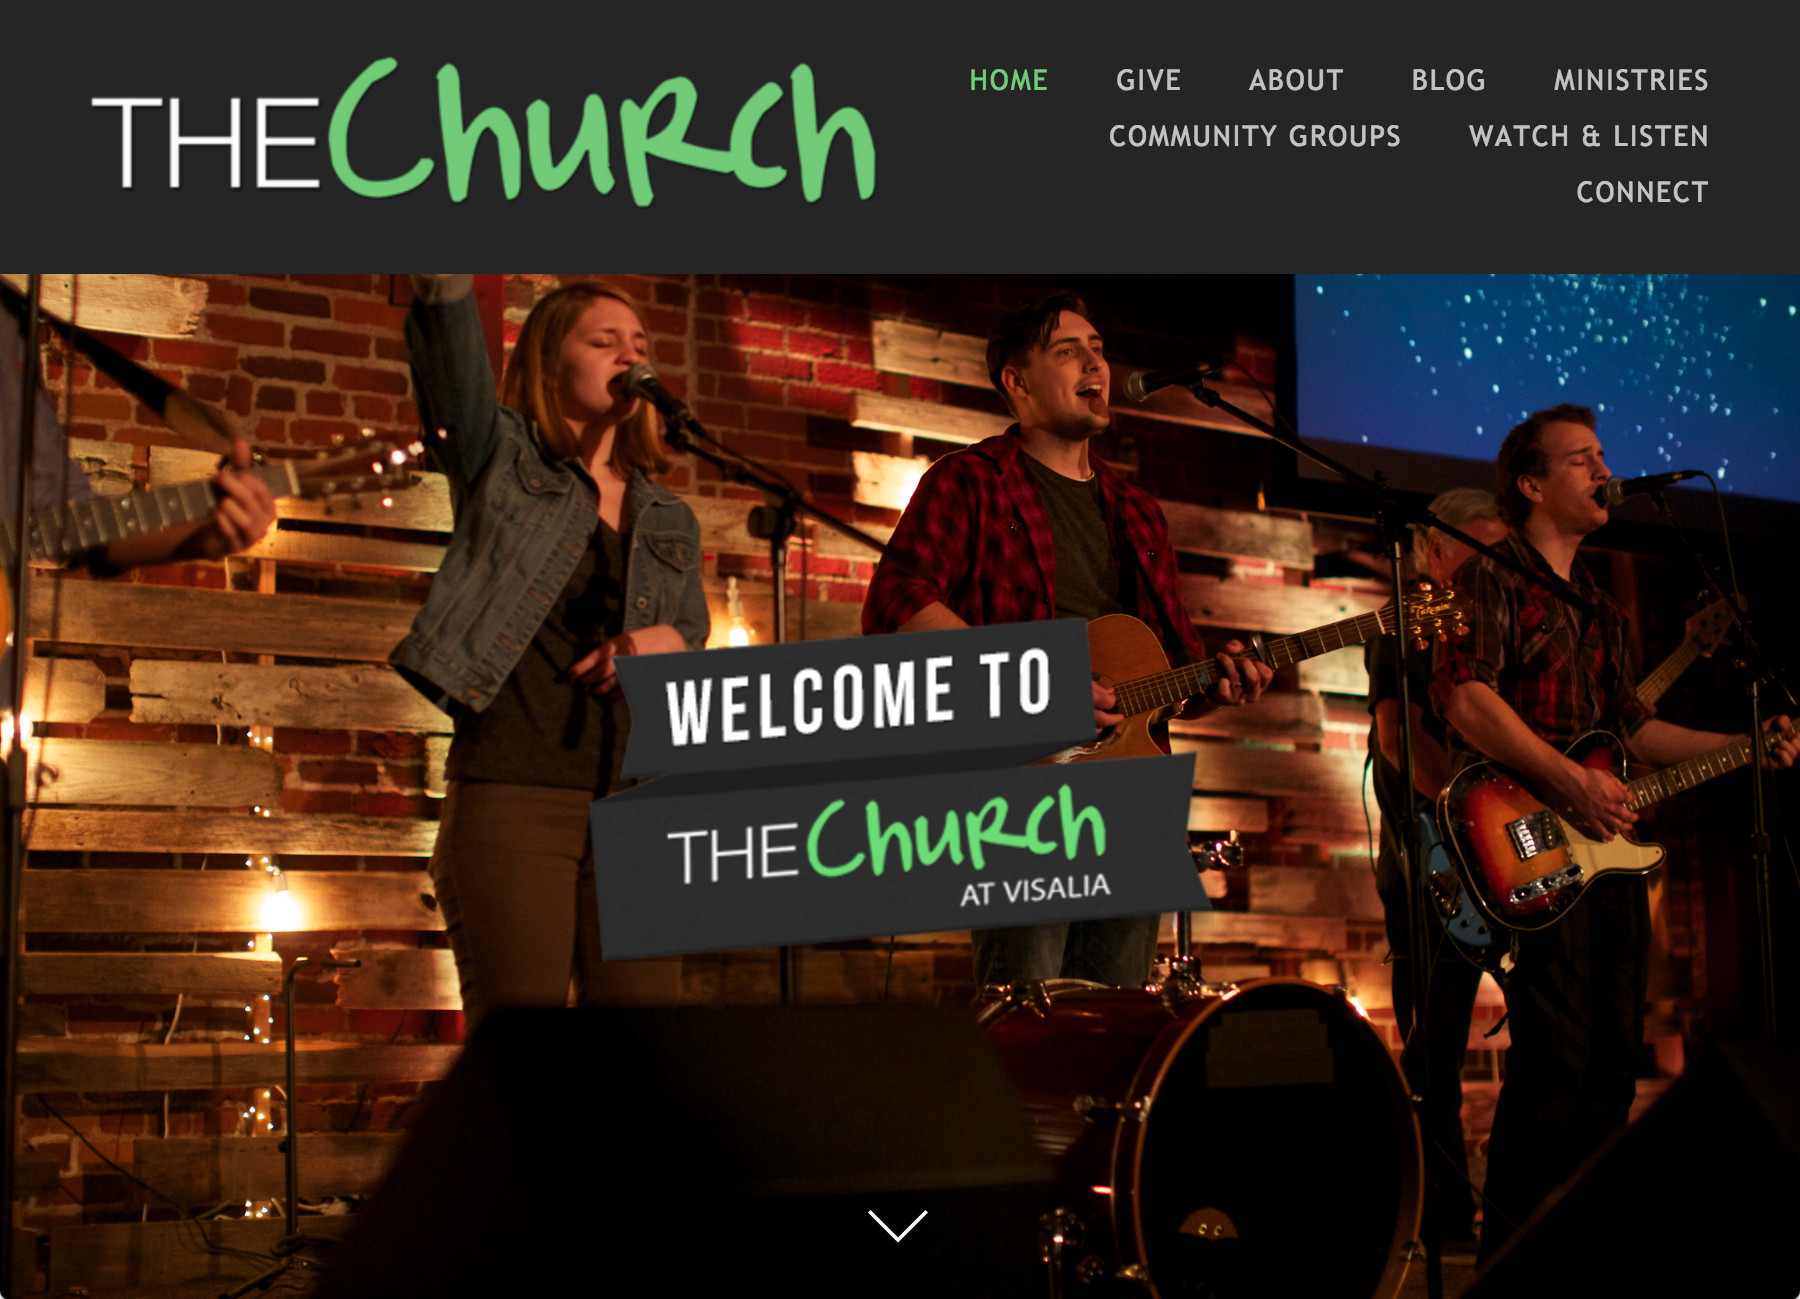 THE Church
HOME GIVE ABOUT BLOG MINISTRIES
COMMUNITY GROUPS WATCH & LISTEN
CONNECT
WELCOME TO
THE Church
AT VISALIA